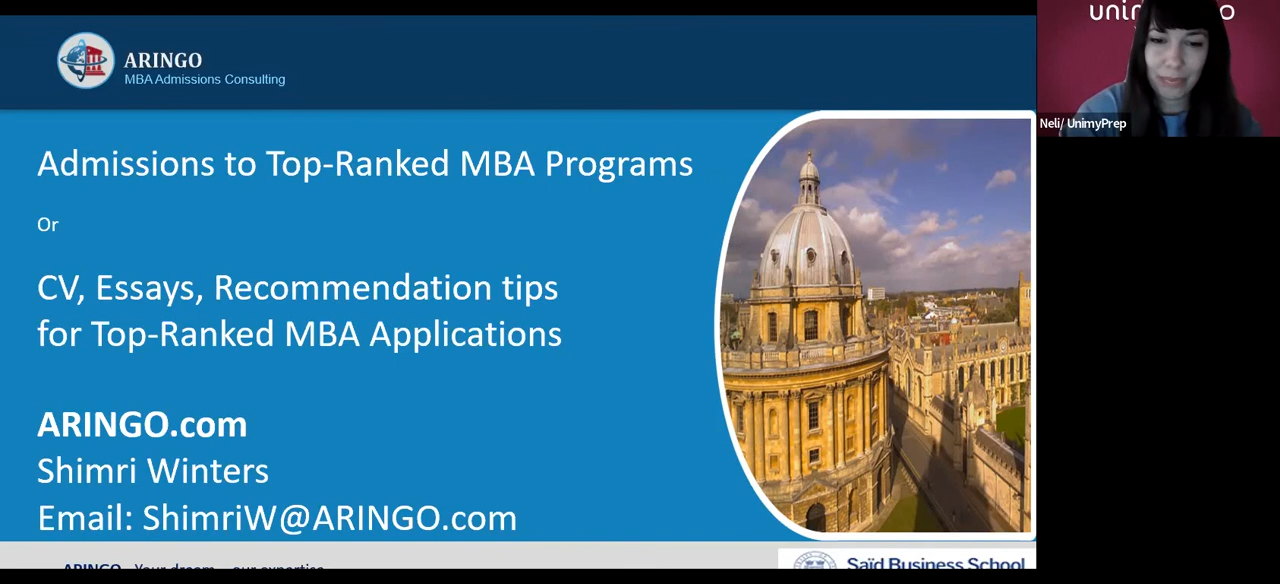 ARINGO
MBA Admissions Consulting
Admissions to Top-Ranked MBA Programs
Or
CV, Essays, Recommendation tips
for Top-Ranked MBA Applications
ARINGO.com
Shimri Winters
Email: ShimriW@ARINGO.com
ARINGO
Saïd Business School
Neli/ UnimyPrep